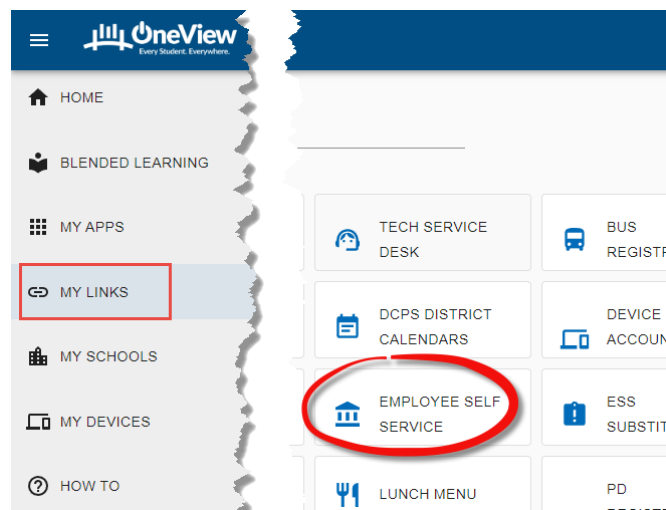 OneView
Every Student. Everywhere.
HOME
BLENDED LEARNING
MY APPS
MY LINKS
MY SCHOOLS
MY DEVICES
HOW TO
TECH SERVICE
DESK
BUS
REGISTR
DCPS DISTRICT
CALENDARS
DEVICE
ACCOUN
EMPLOYEE SELF
SERVICE
ESS
SUBSTIT
LUNCH MENU
PD